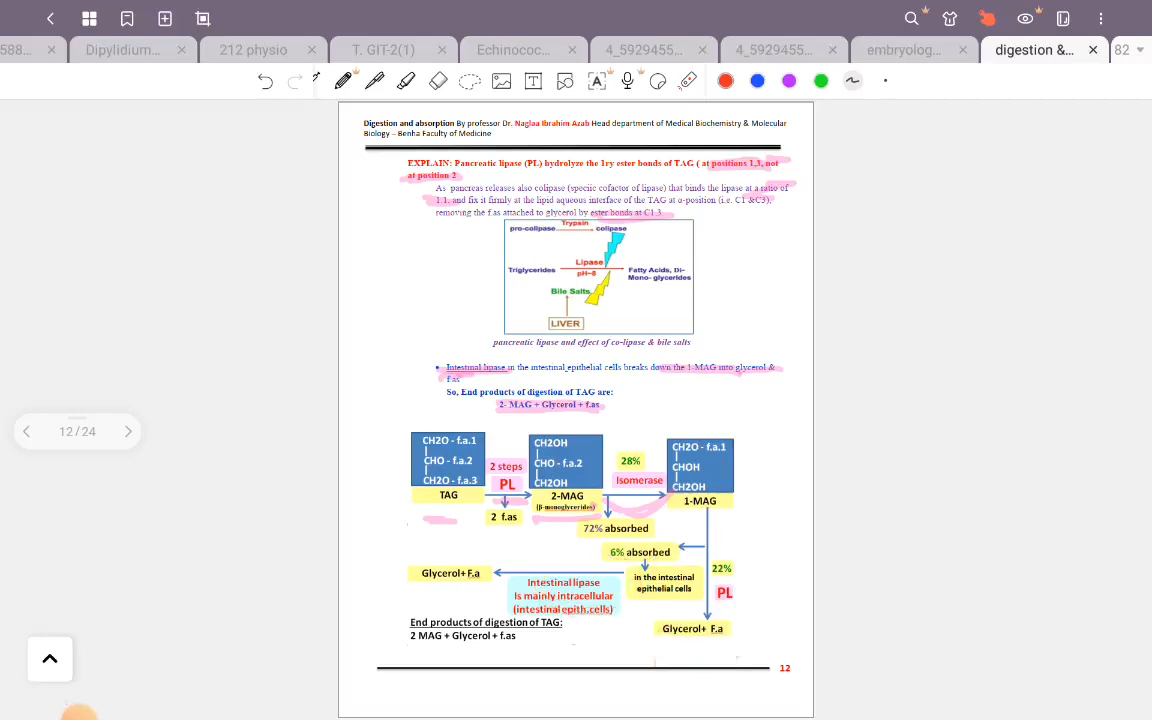 588...
Dipylidium...
212 physio
T. GIT-2(1)
Echinococ...
4_5929455...
4_5929455...
embryolog...
digestion &...
82
Digestion and absorption By professor Dr. Naglaa Ibrahim Azab Head department of Medical Biochemistry & Molecular
Biology – Benha Faculty of Medicine
EXPLAIN: Pancreatic lipase (PL) hydrolyze the 1ry ester bonds of TAG ( at positions 1,3, not
at position 2
As pancreas releases also colipase (speciic cofactor of lipase) that binds the lipase at a ratio of
1:1, and fix it firmly at the lipid aqueous interface of the TAG at α-position (i.e. C1 &C3),
removing the f.as attached to glycerol by ester bonds at C1,3
Trypsin
pro-colipase colipase
Lipase
Triglycerides Fatty Acids, Di-
pH~8 Mono- glycerides
Bile Salts
LIVER
pancreatic lipase and effect of co-lipase & bile salts
• Intestinal lipase in the intestinal epithelial cells breaks down the 1-MAG into glycerol &
f.as
So, End products of digestion of TAG are:
2- MAG + Glycerol + f.as
12/24
CH2O - f.a.1
CHO - f.a.2
CH2O - f.a.3
TAG
2 steps
PL
2 f.as
CH2OH
CHO - f.a.2
CH2OH
2-MAG
(β-monoglycerides)
28%
Isomerase
CH2O - f.a.1
CHOH
CH2OH
1-MAG
72% absorbed
6% absorbed
in the intestinal
epithelial cells
22%
PL
Glycerol+ F.a
Intestinal lipase
Is mainly intracellular
(intestinal epith.cells)
Glycerol+ F.a
End products of digestion of TAG:
2 MAG + Glycerol + f.as
12